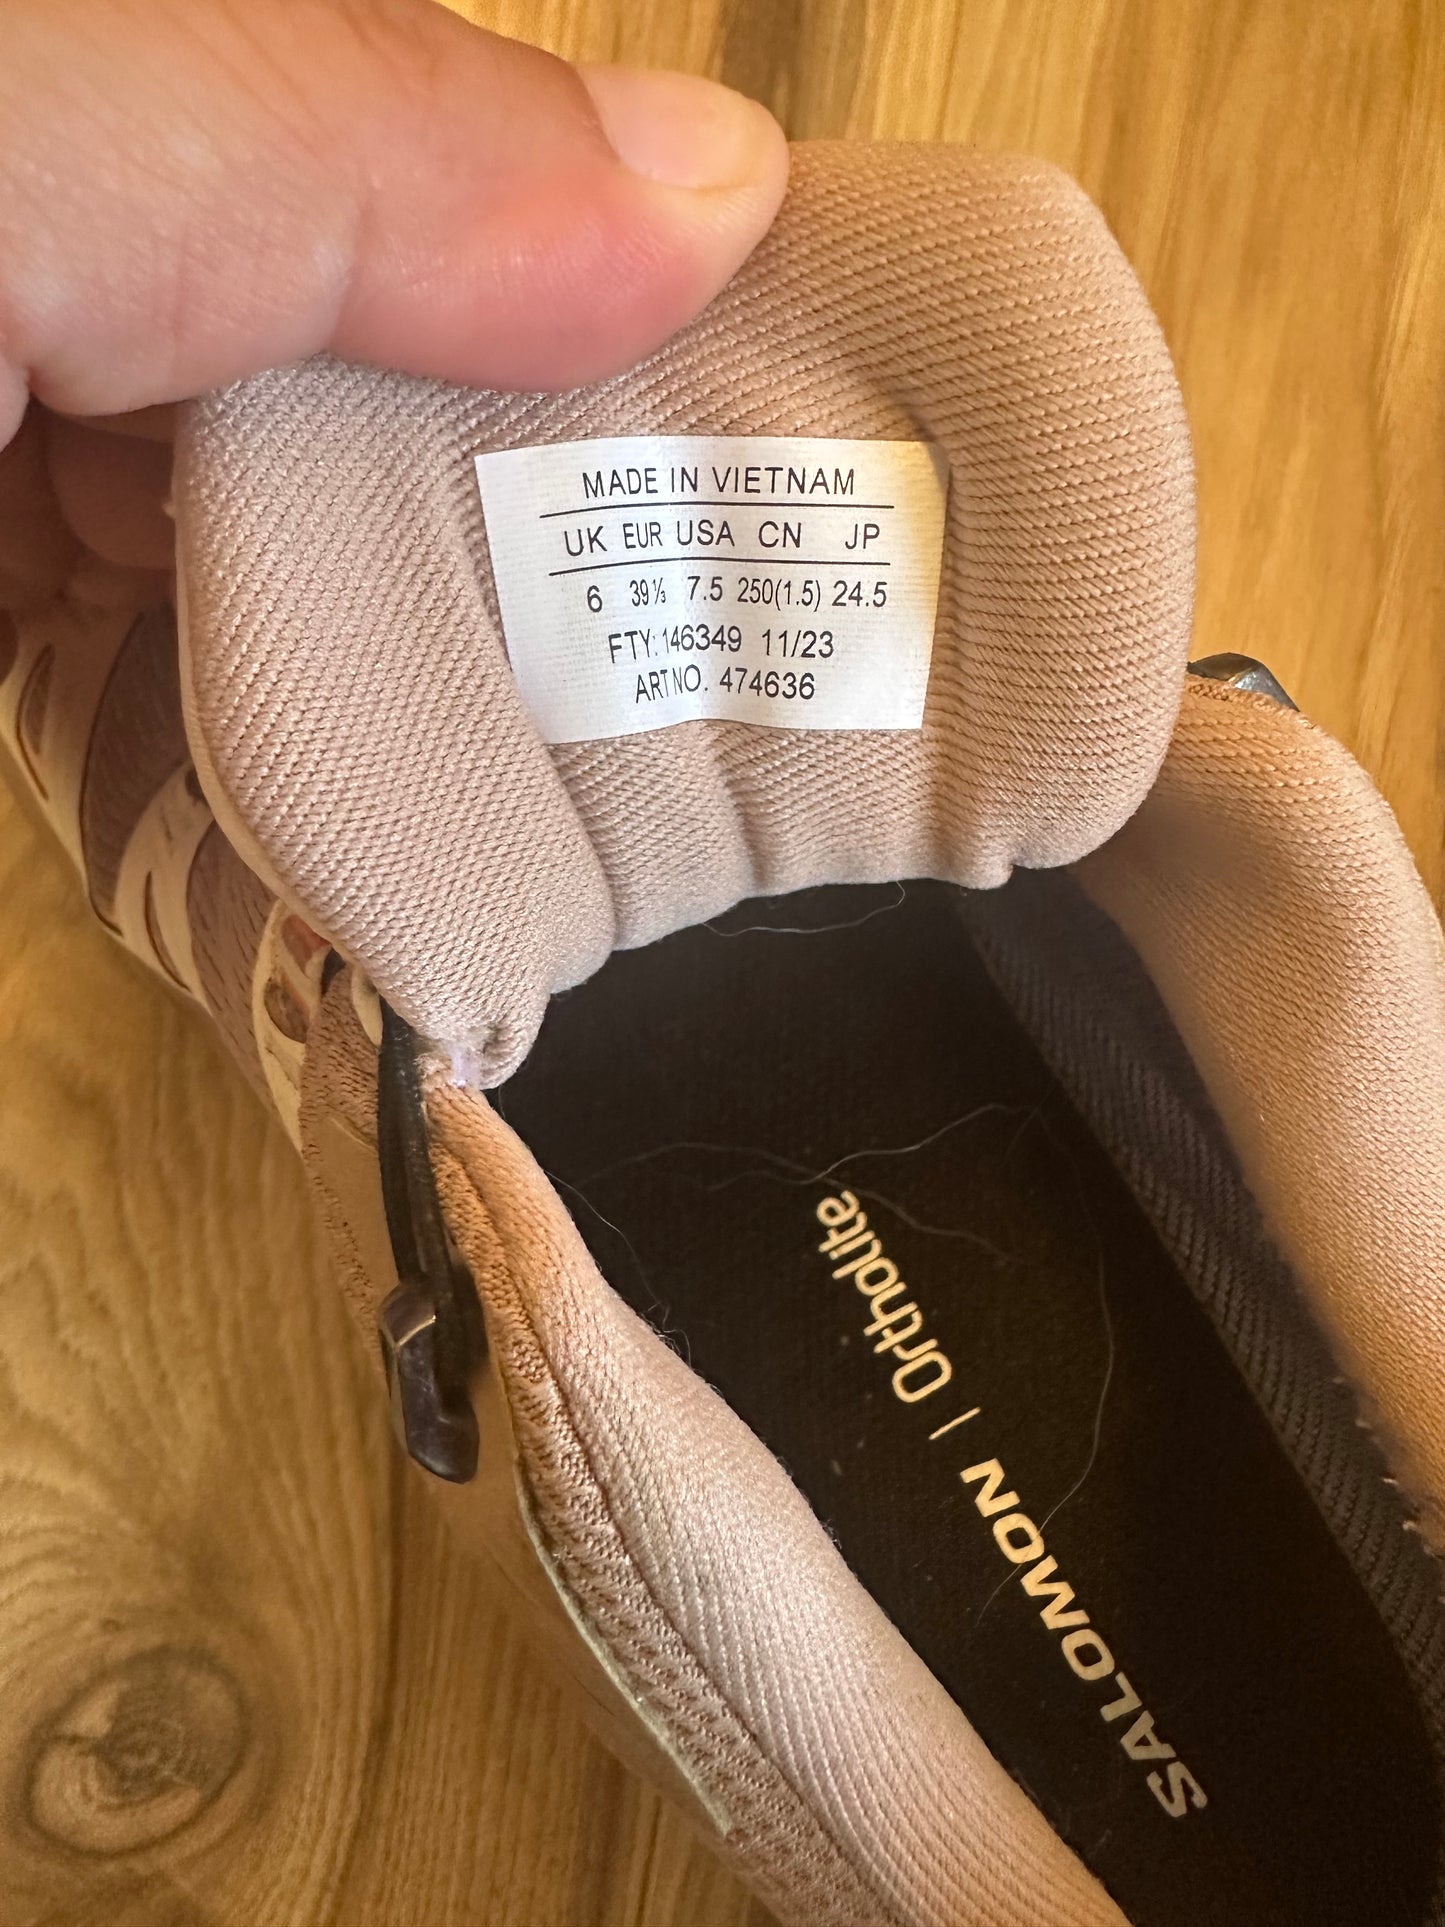 MADE IN VIETNAM
UK EUR USA CN JP
6 39⅓ 7.5 250(1.5) 24.5
FTY: 146349 11/23
ART NO. 474636
SALOMON | Ortholite